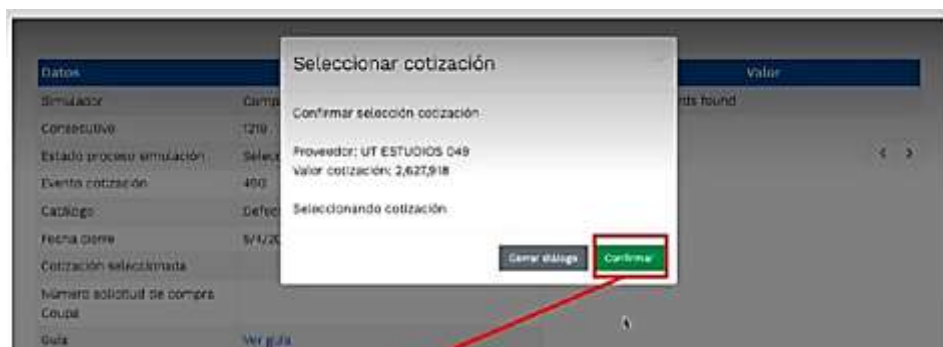 Seleccionar cotización
Confirmar selección cotización
Proveedor: UT ESTUDIOS 049
Valor cotización: 2,627,918
Seleccionando cotización
Cerrar diálogo Confirmar
Datos Valor
Simulador
Consecutivo 1219
Estado proceso simulación
Evento cotización
Catálogo
Fecha cierre
Cotización seleccionada
Número solicitud de compra
Coupa
Guía Ver guía